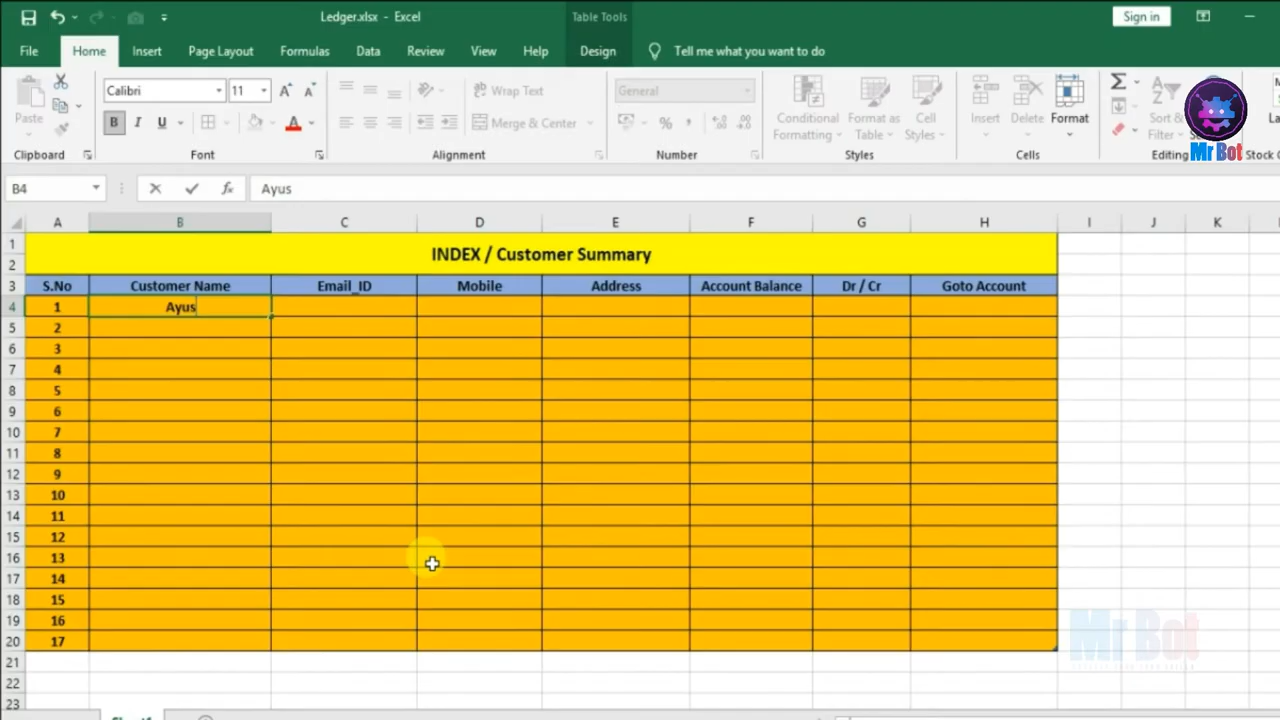 Ledger.xlsx - Excel
Table Tools
Sign in
File Home Insert Page Layout Formulas Data Review View Help Design Tell me what you want to do
Paste
Calibri 11
B I U
Wrap Text
Merge & Center
General
%
Conditional Formatting
Format as Table
Cell Styles
Insert
Delete
Format
Sort &
Filter
Mr Bot
Clipboard Font Alignment Number Styles Cells Editing Stock
B4 fx Ayus
A B C D E F G H I J K
1
INDEX / Customer Summary
2
3 S.No Customer Name Email_ID Mobile Address Account Balance Dr / Cr Goto Account
4 1 Ayus
5 2
6 3
7 4
8 5
9 6
10 7
11 8
12 9
13 10
14 11
15 12
16 13
17 14
18 15
19 16
20 17
Mr Bot
21
22
23